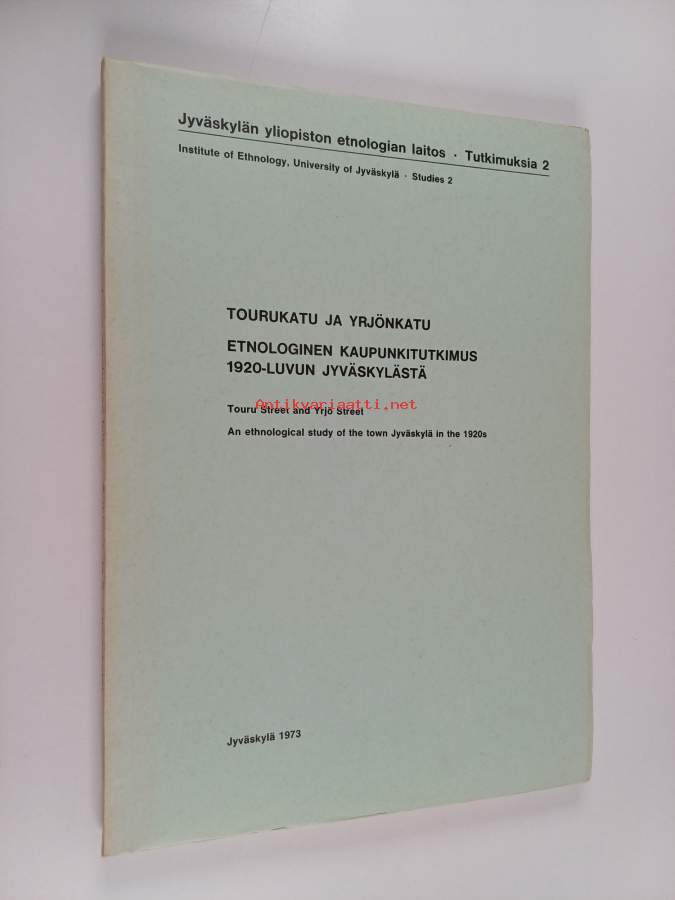 Jyväskylän yliopiston etnologian laitos · Tutkimuksia 2
Institute of Ethnology, University of Jyväskylä · Studies 2
TOURUKATU JA YRJÖNKATU
ETNOLOGINEN KAUPUNKITUTKIMUS
1920-LUVUN JYVÄSKYLÄSTÄ
Antikvariaatti.net
Touru Street and Yrjö Street
An ethnological study of the town Jyväskylä in the 1920s
Jyväskylä 1973